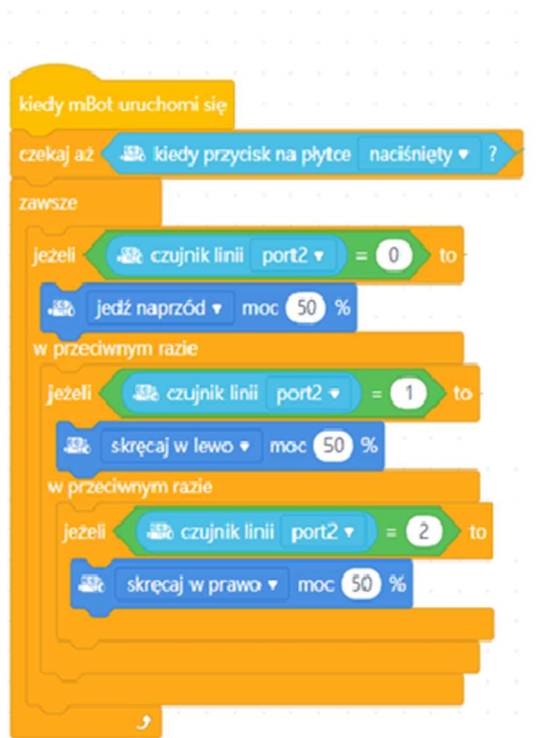 kiedy mBot uruchomi się
czekaj aż kiedy przycisk na płytce naciśnięty ?
zawsze
jeżeli czujnik linii port2 = 0 to
jedź naprzód moc 50 %
w przeciwnym razie
jeżeli czujnik linii port2 = 1 to
skręcaj w lewo moc 50 %
w przeciwnym razie
jeżeli czujnik linii port2 = 2 to
skręcaj w prawo moc 50 %